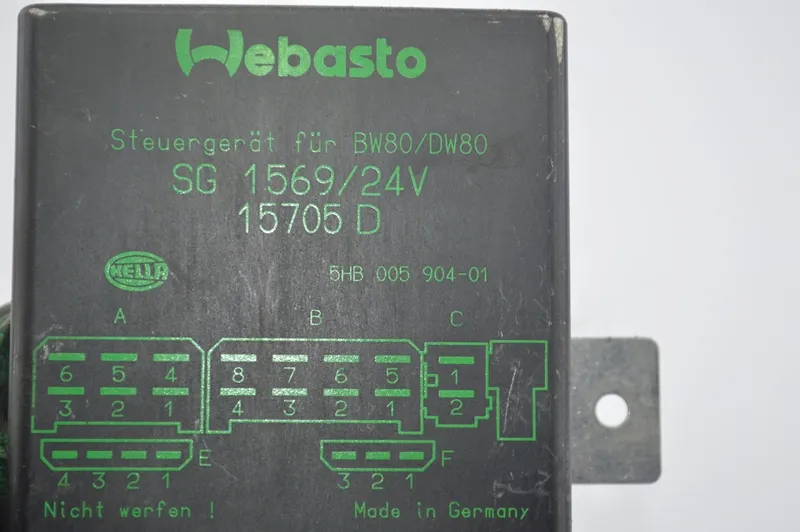 Webasto
Steuergerät für BW80/DW80
SG 1569/24V
15705 D
HELLA
5HB 005 904-01
A B C
6 5 4 8 7 6 5 1
3 2 1 4 3 2 1 2
E F
4 3 2 1 3 2 1
Nicht werfen ! Made in Germany